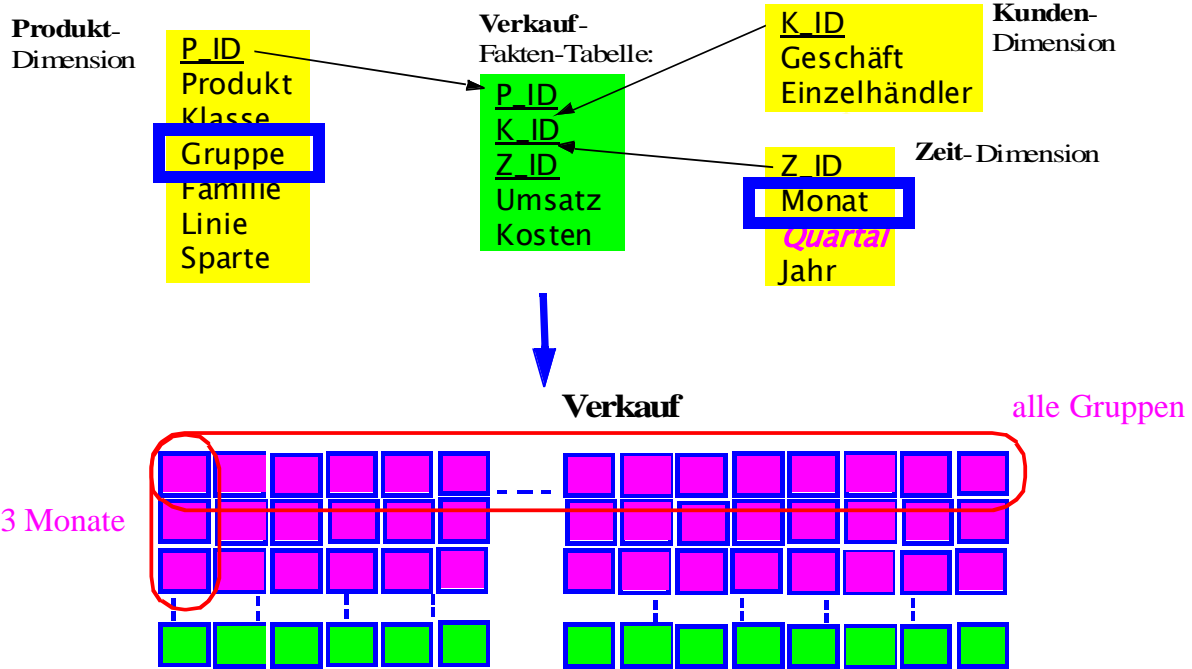 Produkt-
Dimension
P_ID
Produkt
Klasse
Gruppe
Familie
Linie
Sparte
Verkauf-
Fakten-Tabelle:
P_ID
K_ID
Z_ID
Umsatz
Kosten
K_ID
Geschäft
Einzelhändler
Kunden-
Dimension
Z_ID
Monat
Quartal
Jahr
Zeit-Dimension
Verkauf
alle Gruppen
3 Monate